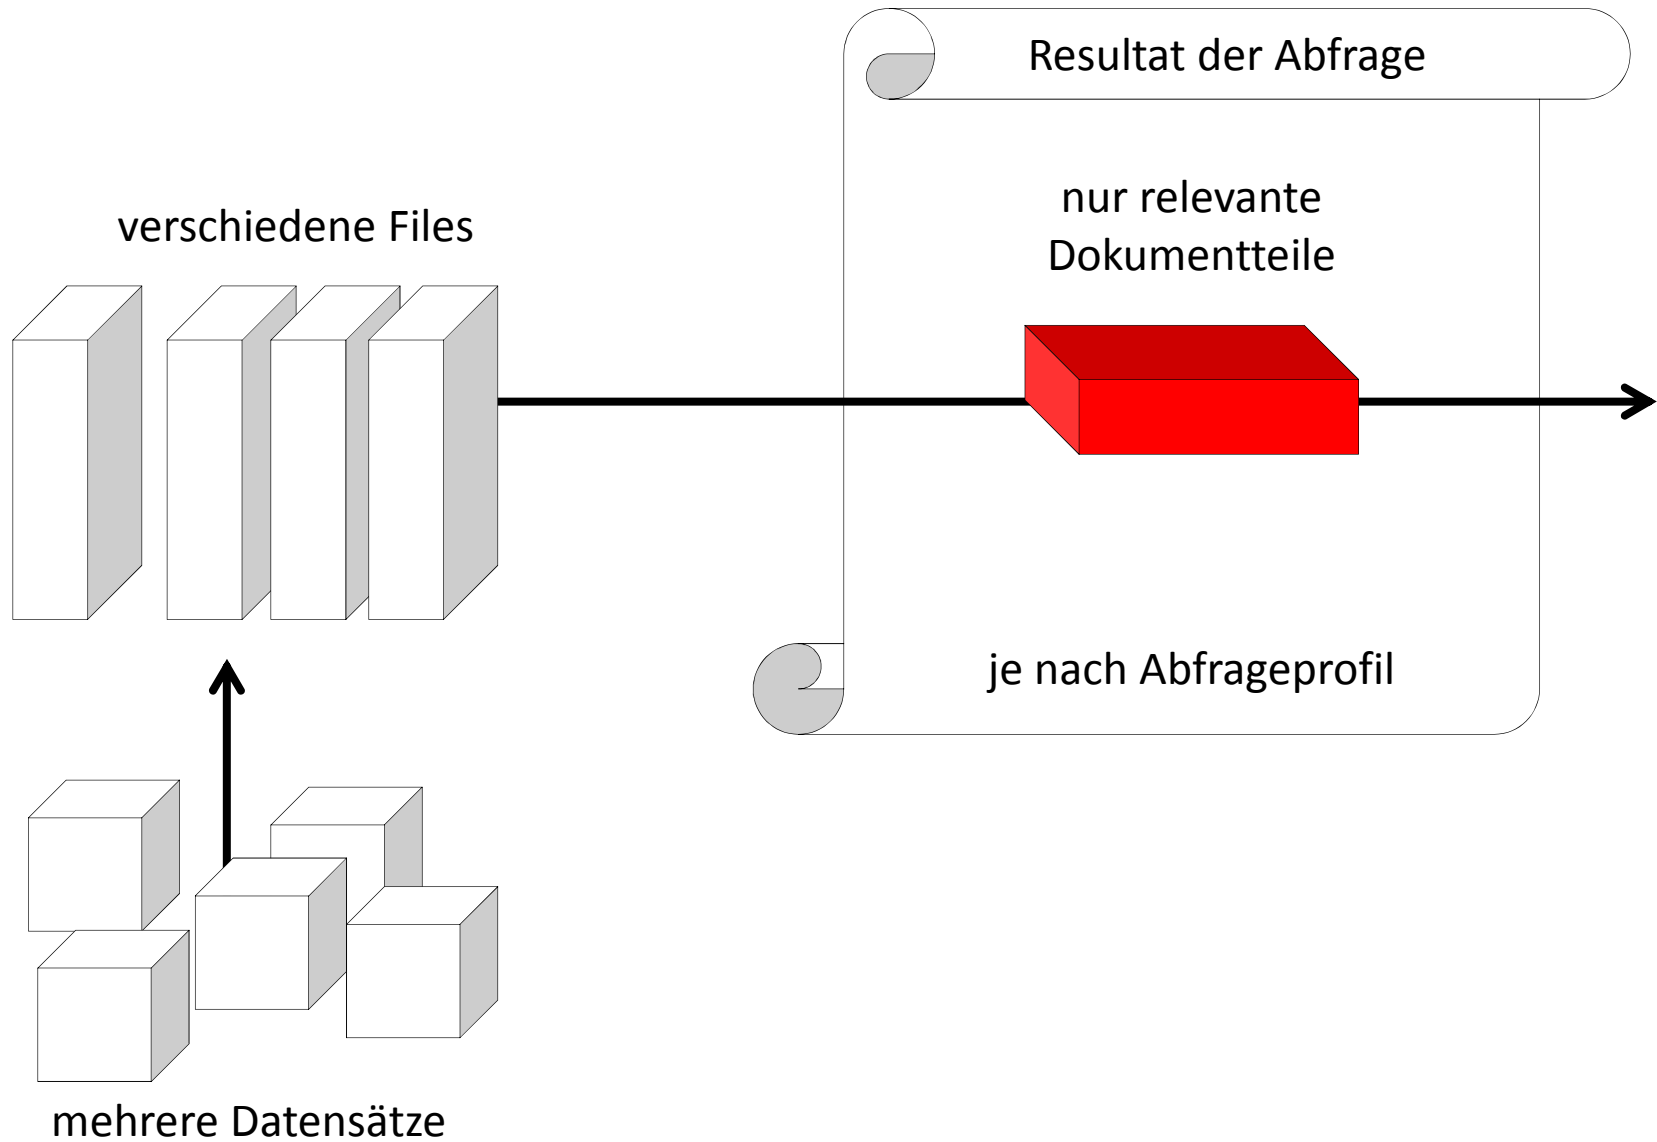 Resultat der Abfrage
nur relevante
Dokumentteile
verschiedene Files
je nach Abfrageprofil
mehrere Datensätze